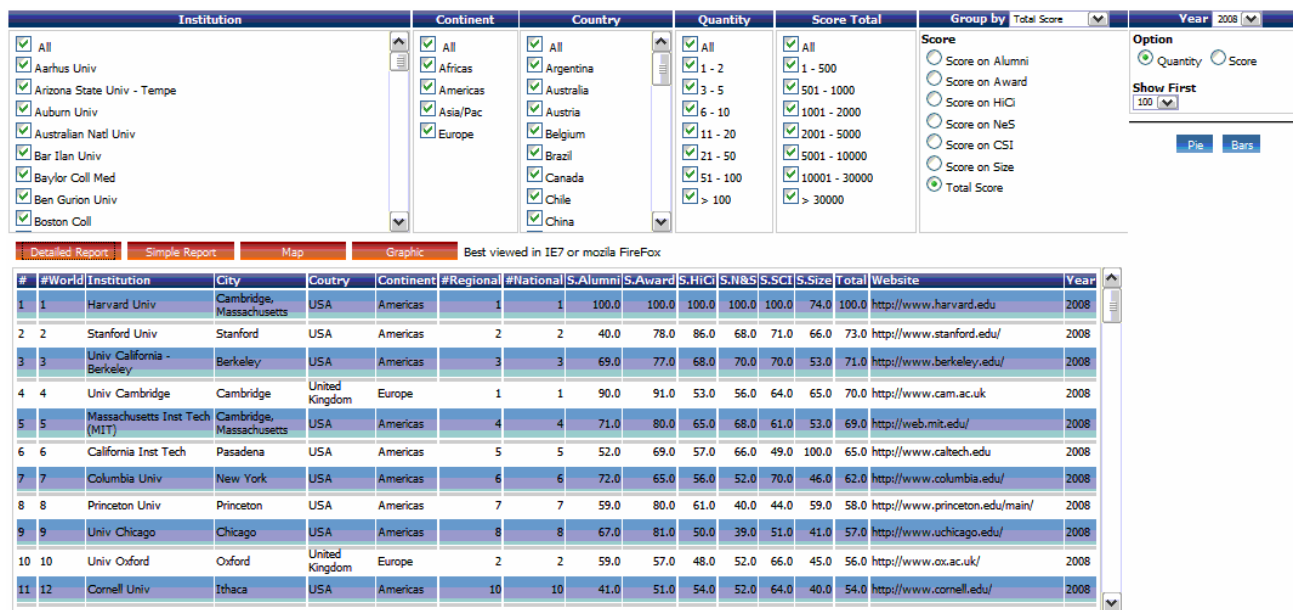 Institution Continent Country Quantity Score Total Group by Total Score Year 2008
All All All All All Score Option
Aarhus Univ Africas Argentina 1 - 2 1 - 500 Score on Alumni Quantity Score
Arizona State Univ - Tempe Americas Australia 3 - 5 501 - 1000 Score on Award Show First
Auburn Univ Asia/Pac Austria 6 - 10 1001 - 2000 Score on HiCi 100
Australian Natl Univ Europe Belgium 11 - 20 2001 - 5000 Score on NeS
Bar Ilan Univ Brazil 21 - 50 5001 - 10000 Score on CSI Pie Bars
Baylor Coll Med Canada 51 - 100 10001 - 30000 Score on Size
Ben Gurion Univ Chile > 100 > 30000 Total Score
Boston Coll China
Detailed Report Simple Report Map Graphic Best viewed in IE7 or mozila FireFox
# #World Institution City Coutry Continent #Regional #National S.Alumni S.Award S.HiCi S.N&S S.SCI S.Size Total Website Year
1 1 Harvard Univ Cambridge, Massachusetts USA Americas 1 1 100.0 100.0 100.0 100.0 100.0 74.0 100.0 http://www.harvard.edu 2008
2 2 Stanford Univ Stanford USA Americas 2 2 40.0 78.0 86.0 68.0 71.0 66.0 73.0 http://www.stanford.edu/ 2008
3 3 Univ California - Berkeley Berkeley USA Americas 3 3 69.0 77.0 68.0 70.0 70.0 53.0 71.0 http://www.berkeley.edu/ 2008
4 4 Univ Cambridge Cambridge United Kingdom Europe 1 1 90.0 91.0 53.0 56.0 64.0 65.0 70.0 http://www.cam.ac.uk 2008
5 5 Massachusetts Inst Tech (MIT) Cambridge, Massachusetts USA Americas 4 4 71.0 80.0 65.0 68.0 61.0 53.0 69.0 http://web.mit.edu/ 2008
6 6 California Inst Tech Pasadena USA Americas 5 5 52.0 69.0 57.0 66.0 49.0 100.0 65.0 http://www.caltech.edu 2008
7 7 Columbia Univ New York USA Americas 6 6 72.0 65.0 56.0 52.0 70.0 46.0 62.0 http://www.columbia.edu/ 2008
8 8 Princeton Univ Princeton USA Americas 7 7 59.0 80.0 61.0 40.0 44.0 59.0 58.0 http://www.princeton.edu/main/ 2008
9 9 Univ Chicago Chicago USA Americas 8 8 67.0 81.0 50.0 39.0 51.0 41.0 57.0 http://www.uchicago.edu/ 2008
10 10 Univ Oxford Oxford United Kingdom Europe 2 2 59.0 57.0 48.0 52.0 66.0 45.0 56.0 http://www.ox.ac.uk/ 2008
11 12 Cornell Univ Ithaca USA Americas 10 10 41.0 51.0 54.0 52.0 64.0 40.0 54.0 http://www.cornell.edu/ 2008